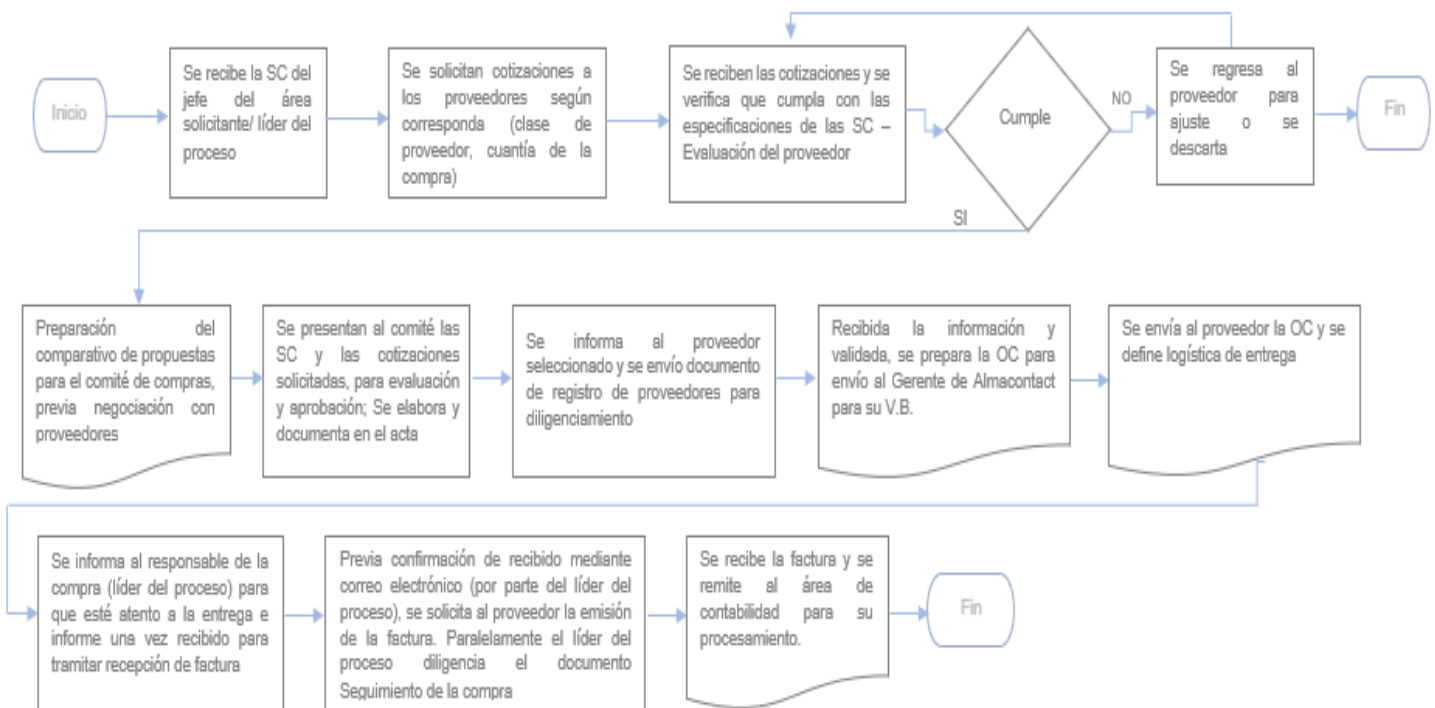 Inicio
Se recibe la SC del
jefe del área
solicitante/ líder del
proceso
Se solicitan cotizaciones a
los proveedores según
corresponda (clase de
proveedor, cuantía de la
compra)
Se reciben las cotizaciones y se
verifica que cumpla con las
especificaciones de las SC –
Evaluación del proveedor
Cumple
NO
Se regresa al
proveedor para
ajuste o se
descarta
Fin
SI
Preparación del
comparativo de propuestas
para el comité de compras,
previa negociación con
proveedores
Se presentan al comité las
SC y las cotizaciones
solicitadas, para evaluación
y aprobación; Se elabora y
documenta en el acta
Se informa al proveedor
seleccionado y se envío documento
de registro de proveedores para
diligenciamiento
Recibida la información y
validada, se prepara la OC para
envío al Gerente de Almacontact
para su V.B.
Se envía al proveedor la OC y se
define logística de entrega
Se informa al responsable de la
compra (líder del proceso) para
que esté atento a la entrega e
informe una vez recibido para
tramitar recepción de factura
Previa confirmación de recibido mediante
correo electrónico (por parte del líder del
proceso), se solicita al proveedor la emisión
de la factura. Paralelamente el líder del
proceso diligencia el documento
Seguimiento de la compra
Se recibe la factura y se
remite al área de
contabilidad para su
procesamiento.
Fin